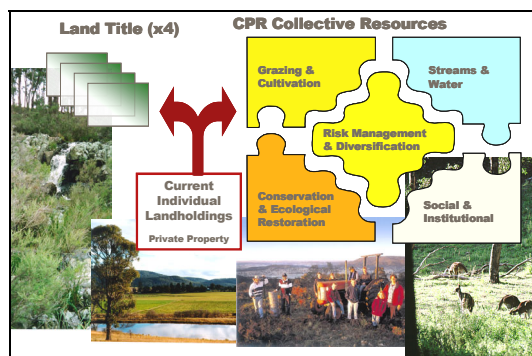 Land Title (x4)
CPR Collective Resources
Grazing &
Cultivation
Streams &
Water
Risk Management
& Diversification
Current
Individual
Landholdings
Private Property
Conservation
& Ecological
Restoration
Social &
Institutional